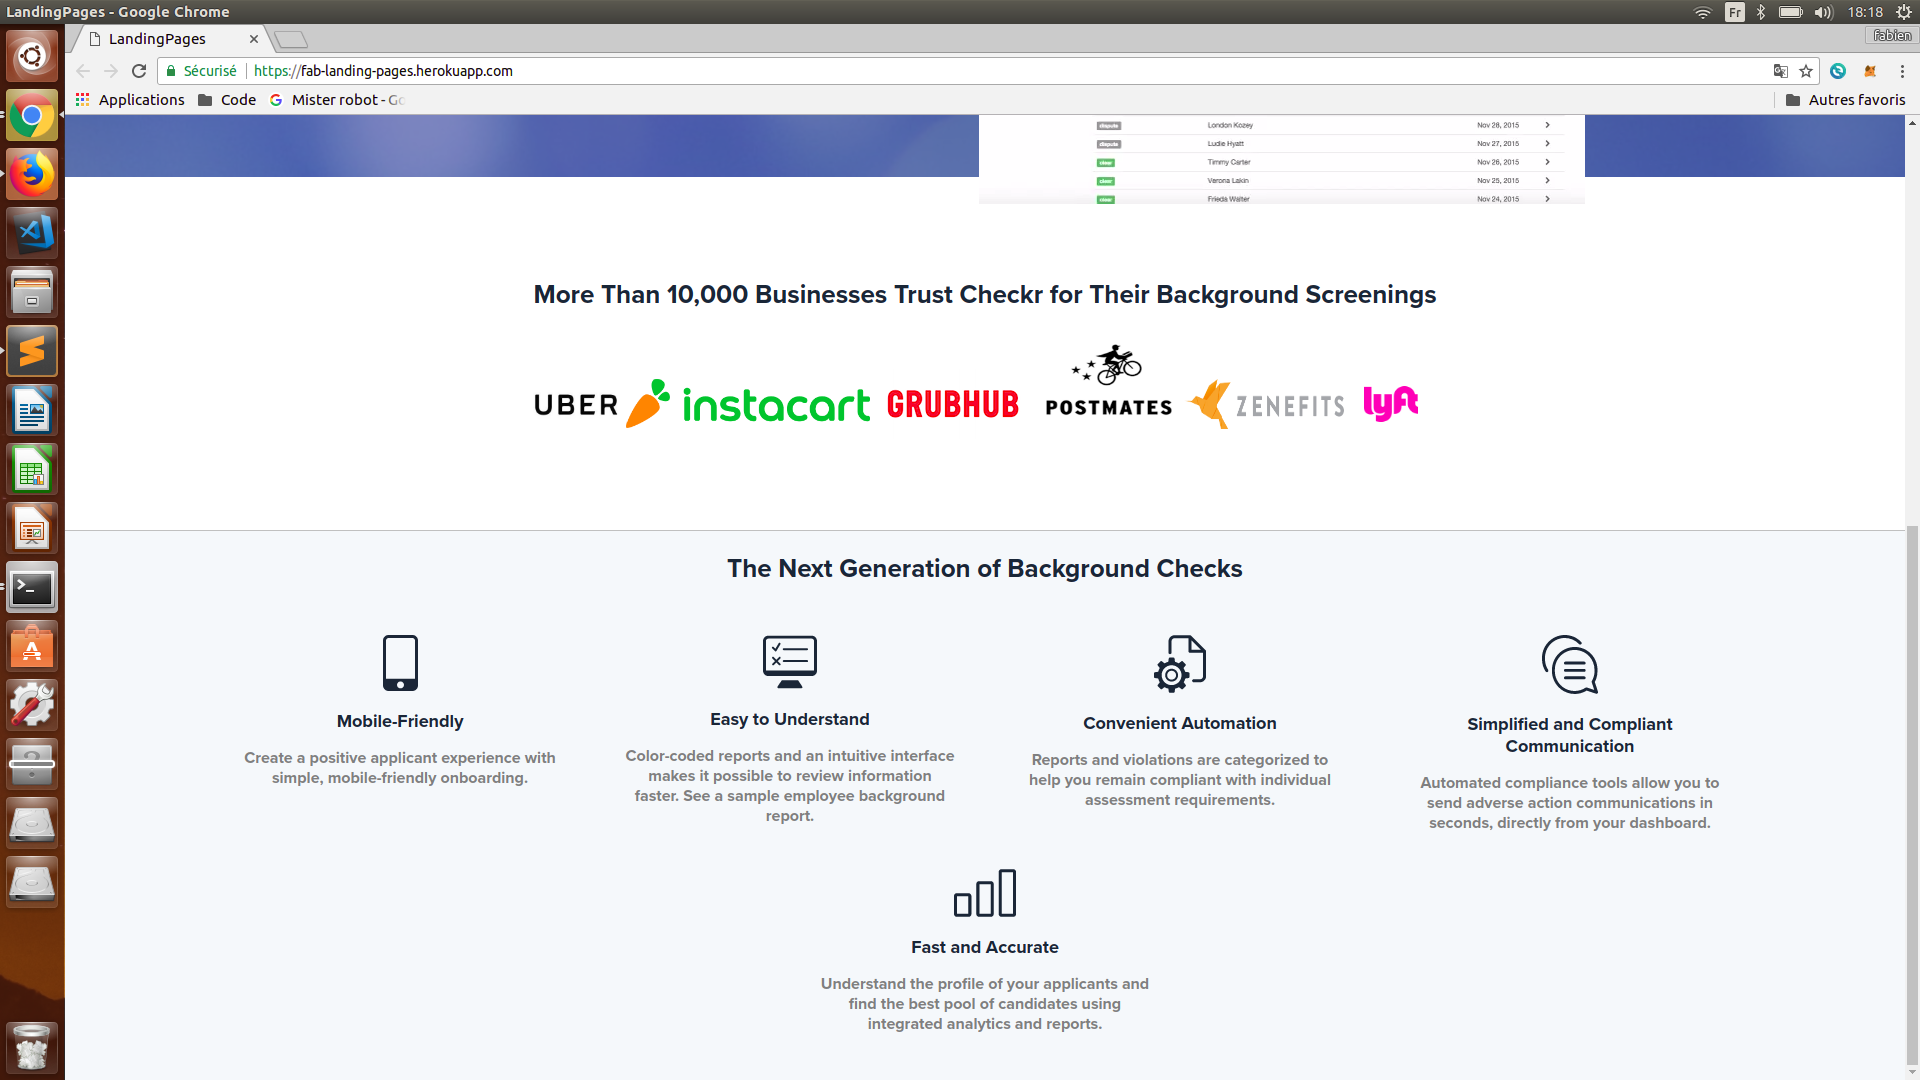 LandingPages - Google Chrome
Fr
18:18
LandingPages
fabien
Sécurisé
https://fab-landing-pages.herokuapp.com
Applications
Code
Mister robot - Go
Autres favoris
dispute London Kozey Nov 28, 2015
dispute Ludie Hyatt Nov 27, 2015
clear Timmy Carter Nov 26, 2015
clear Verona Lakin Nov 25, 2015
clear Frieda Walter Nov 24, 2015
More Than 10,000 Businesses Trust Checkr for Their Background Screenings
UBER
instacart
GRUBHUB
POSTMATES
ZENEFITS
lyft
The Next Generation of Background Checks
Mobile-Friendly
Create a positive applicant experience with
simple, mobile-friendly onboarding.
Easy to Understand
Color-coded reports and an intuitive interface
makes it possible to review information
faster. See a sample employee background
report.
Convenient Automation
Reports and violations are categorized to
help you remain compliant with individual
assessment requirements.
Simplified and Compliant
Communication
Automated compliance tools allow you to
send adverse action communications in
seconds, directly from your dashboard.
Fast and Accurate
Understand the profile of your applicants and
find the best pool of candidates using
integrated analytics and reports.